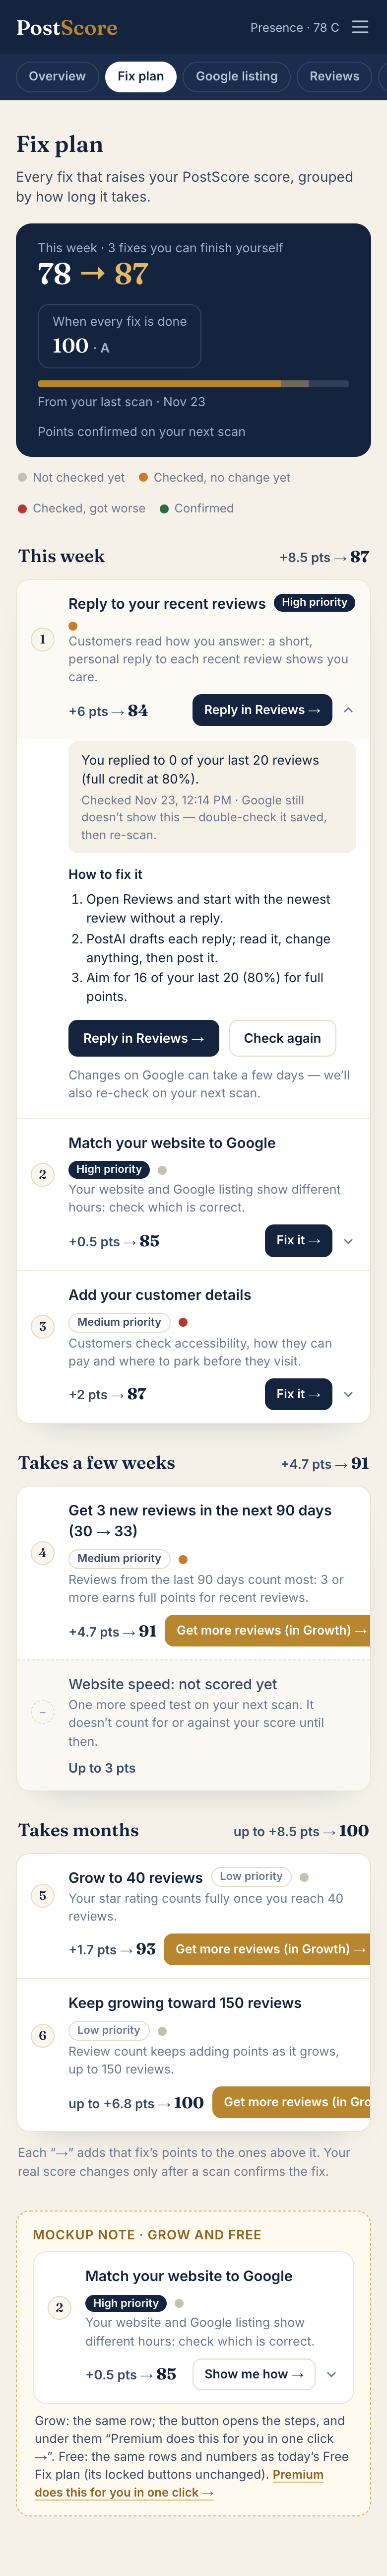 PostScore
Presence · 78 C
Overview
Fix plan
Google listing
Reviews
Fix plan
Every fix that raises your PostScore score, grouped
by how long it takes.
This week · 3 fixes you can finish yourself
78 → 87
When every fix is done
100 · A
From your last scan · Nov 23
Points confirmed on your next scan
Not checked yet
Checked, no change yet
Checked, got worse
Confirmed
This week
+8.5 pts → 87
1
Reply to your recent reviews
High priority
Customers read how you answer: a short,
personal reply to each recent review shows you
care.
+6 pts → 84
Reply in Reviews →
You replied to 0 of your last 20 reviews
(full credit at 80%).
Checked Nov 23, 12:14 PM · Google still
doesn’t show this — double-check it saved,
then re-scan.
How to fix it
1. Open Reviews and start with the newest
review without a reply.
2. PostAI drafts each reply; read it, change
anything, then post it.
3. Aim for 16 of your last 20 (80%) for full
points.
Reply in Reviews →
Check again
Changes on Google can take a few days — we’ll
also re-check on your next scan.
2
Match your website to Google
High priority
Your website and Google listing show different
hours: check which is correct.
+0.5 pts → 85
Fix it →
3
Add your customer details
Medium priority
Customers check accessibility, how they can
pay and where to park before they visit.
+2 pts → 87
Fix it →
Takes a few weeks
+4.7 pts → 91
4
Get 3 new reviews in the next 90 days
(30 → 33)
Medium priority
Reviews from the last 90 days count most: 3 or
more earns full points for recent reviews.
+4.7 pts → 91
Get more reviews (in Growth) →
–
Website speed: not scored yet
One more speed test on your next scan. It
doesn’t count for or against your score until
then.
Up to 3 pts
Takes months
up to +8.5 pts → 100
5
Grow to 40 reviews
Low priority
Your star rating counts fully once you reach 40
reviews.
+1.7 pts → 93
Get more reviews (in Growth) →
6
Keep growing toward 150 reviews
Low priority
Review count keeps adding points as it grows,
up to 150 reviews.
up to +6.8 pts → 100
Get more reviews (in Gro
Each “→” adds that fix’s points to the ones above it. Your
real score changes only after a scan confirms the fix.
MOCKUP NOTE · GROW AND FREE
2
Match your website to Google
High priority
Your website and Google listing show
different hours: check which is correct.
+0.5 pts → 85
Show me how →
Grow: the same row; the button opens the steps, and
under them “Premium does this for you in one click
→”. Free: the same rows and numbers as today’s Free
Fix plan (its locked buttons unchanged). Premium
does this for you in one click →